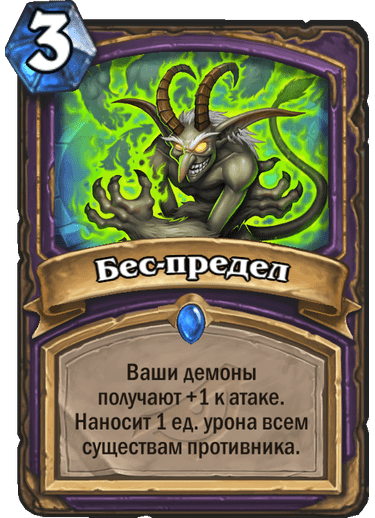 3
Бес-предел
Ваши демоны
получают +1 к атаке.
Наносит 1 ед. урона всем
существам противника.